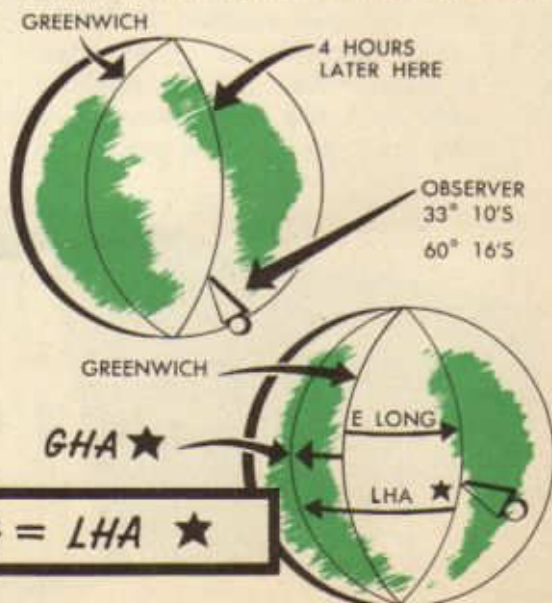 GREENWICH
4 HOURS
LATER HERE
OBSERVER
33° 10'S
60° 16'S
GREENWICH
E LONG
GHA ★
LHA ★
= LHA ★